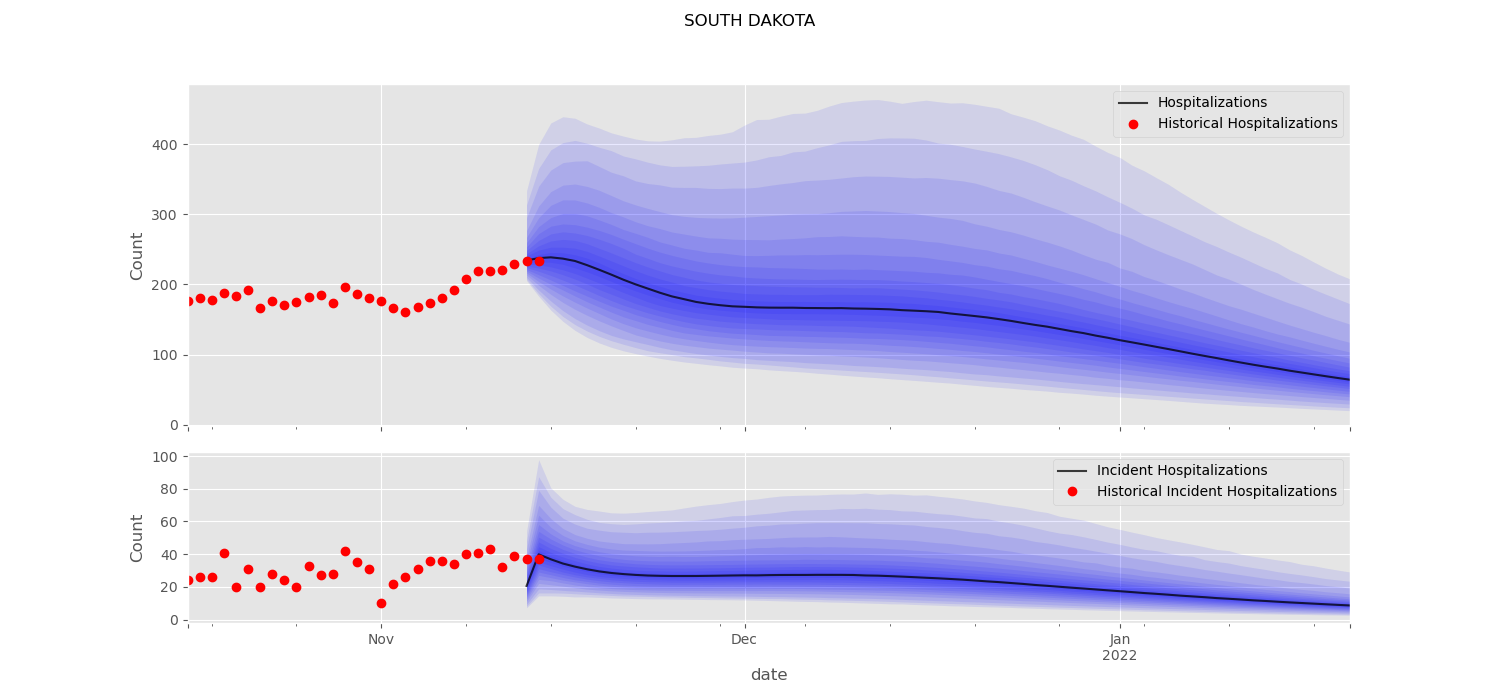 SOUTH DAKOTA
Hospitalizations
Historical Hospitalizations
Count
400
300
200
100
0
Incident Hospitalizations
Historical Incident Hospitalizations
Count
100
80
60
40
20
0
Nov
Dec
Jan
2022
date